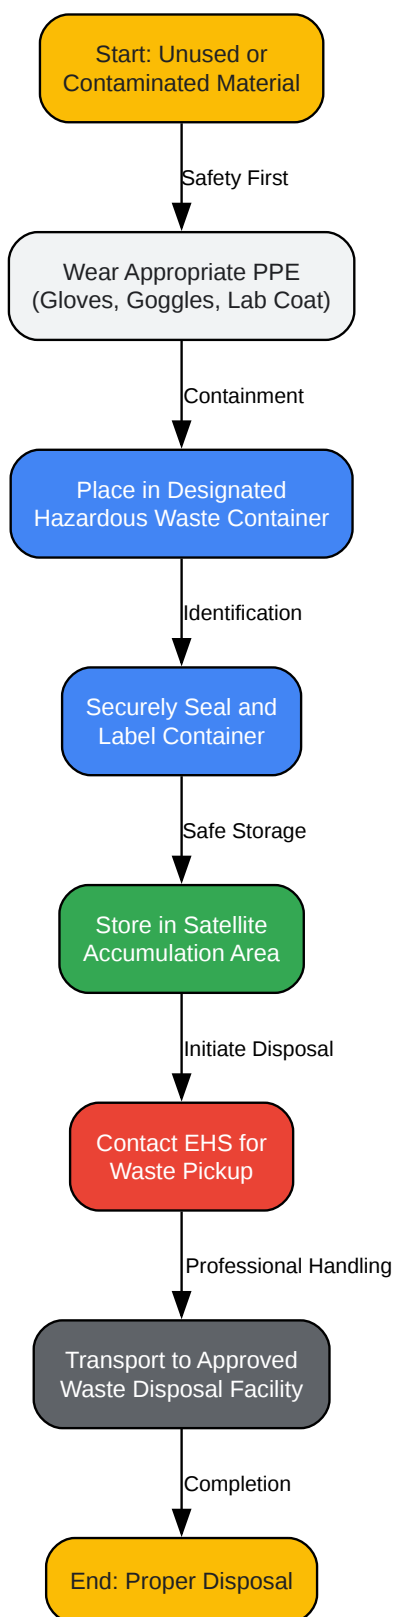 Start: Unused or
Contaminated Material
Safety First
Wear Appropriate PPE
(Gloves, Goggles, Lab Coat)
Containment
Place in Designated
Hazardous Waste Container
Identification
Securely Seal and
Label Container
Safe Storage
Store in Satellite
Accumulation Area
Initiate Disposal
Contact EHS for
Waste Pickup
Professional Handling
Transport to Approved
Waste Disposal Facility
Completion
End: Proper Disposal